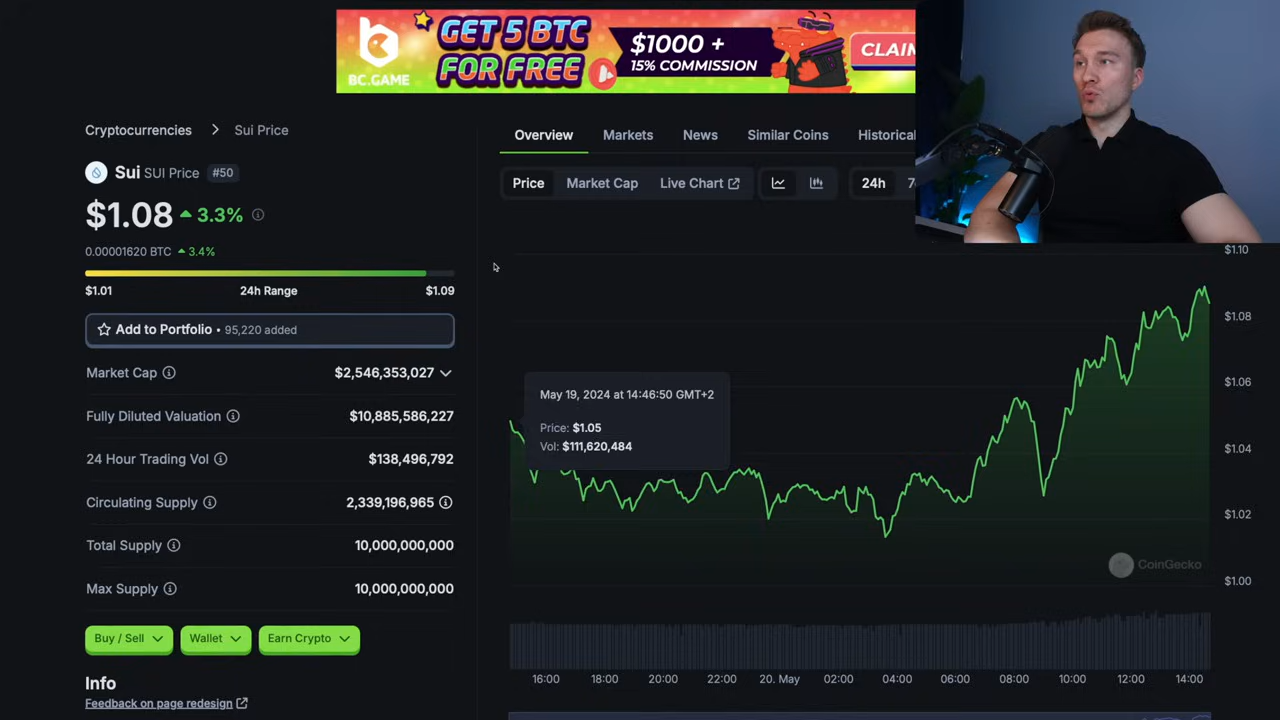 GET 5 BTC
FOR FREE
BC.GAME
$1000 +
15% COMMISSION
Cryptocurrencies > Sui Price
Sui SUI Price #50
$1.08 3.3%
0.00001620 BTC 3.4%
$1.01 24h Range $1.09
Add to Portfolio • 95,220 added
Market Cap $2,546,353,027
Fully Diluted Valuation $10,885,586,227
24 Hour Trading Vol $138,496,792
Circulating Supply 2,339,196,965
Total Supply 10,000,000,000
Max Supply 10,000,000,000
Buy / Sell Wallet Earn Crypto
Info
Feedback on page redesign
Overview Markets News Similar Coins Historical
Price Market Cap Live Chart 24h
$1.10
$1.08
$1.06
$1.04
$1.02
$1.00
May 19, 2024 at 14:46:50 GMT+2
Price: $1.05
Vol: $111,620,484
CoinGecko
16:00 18:00 20:00 22:00 20. May 02:00 04:00 06:00 08:00 10:00 12:00 14:00